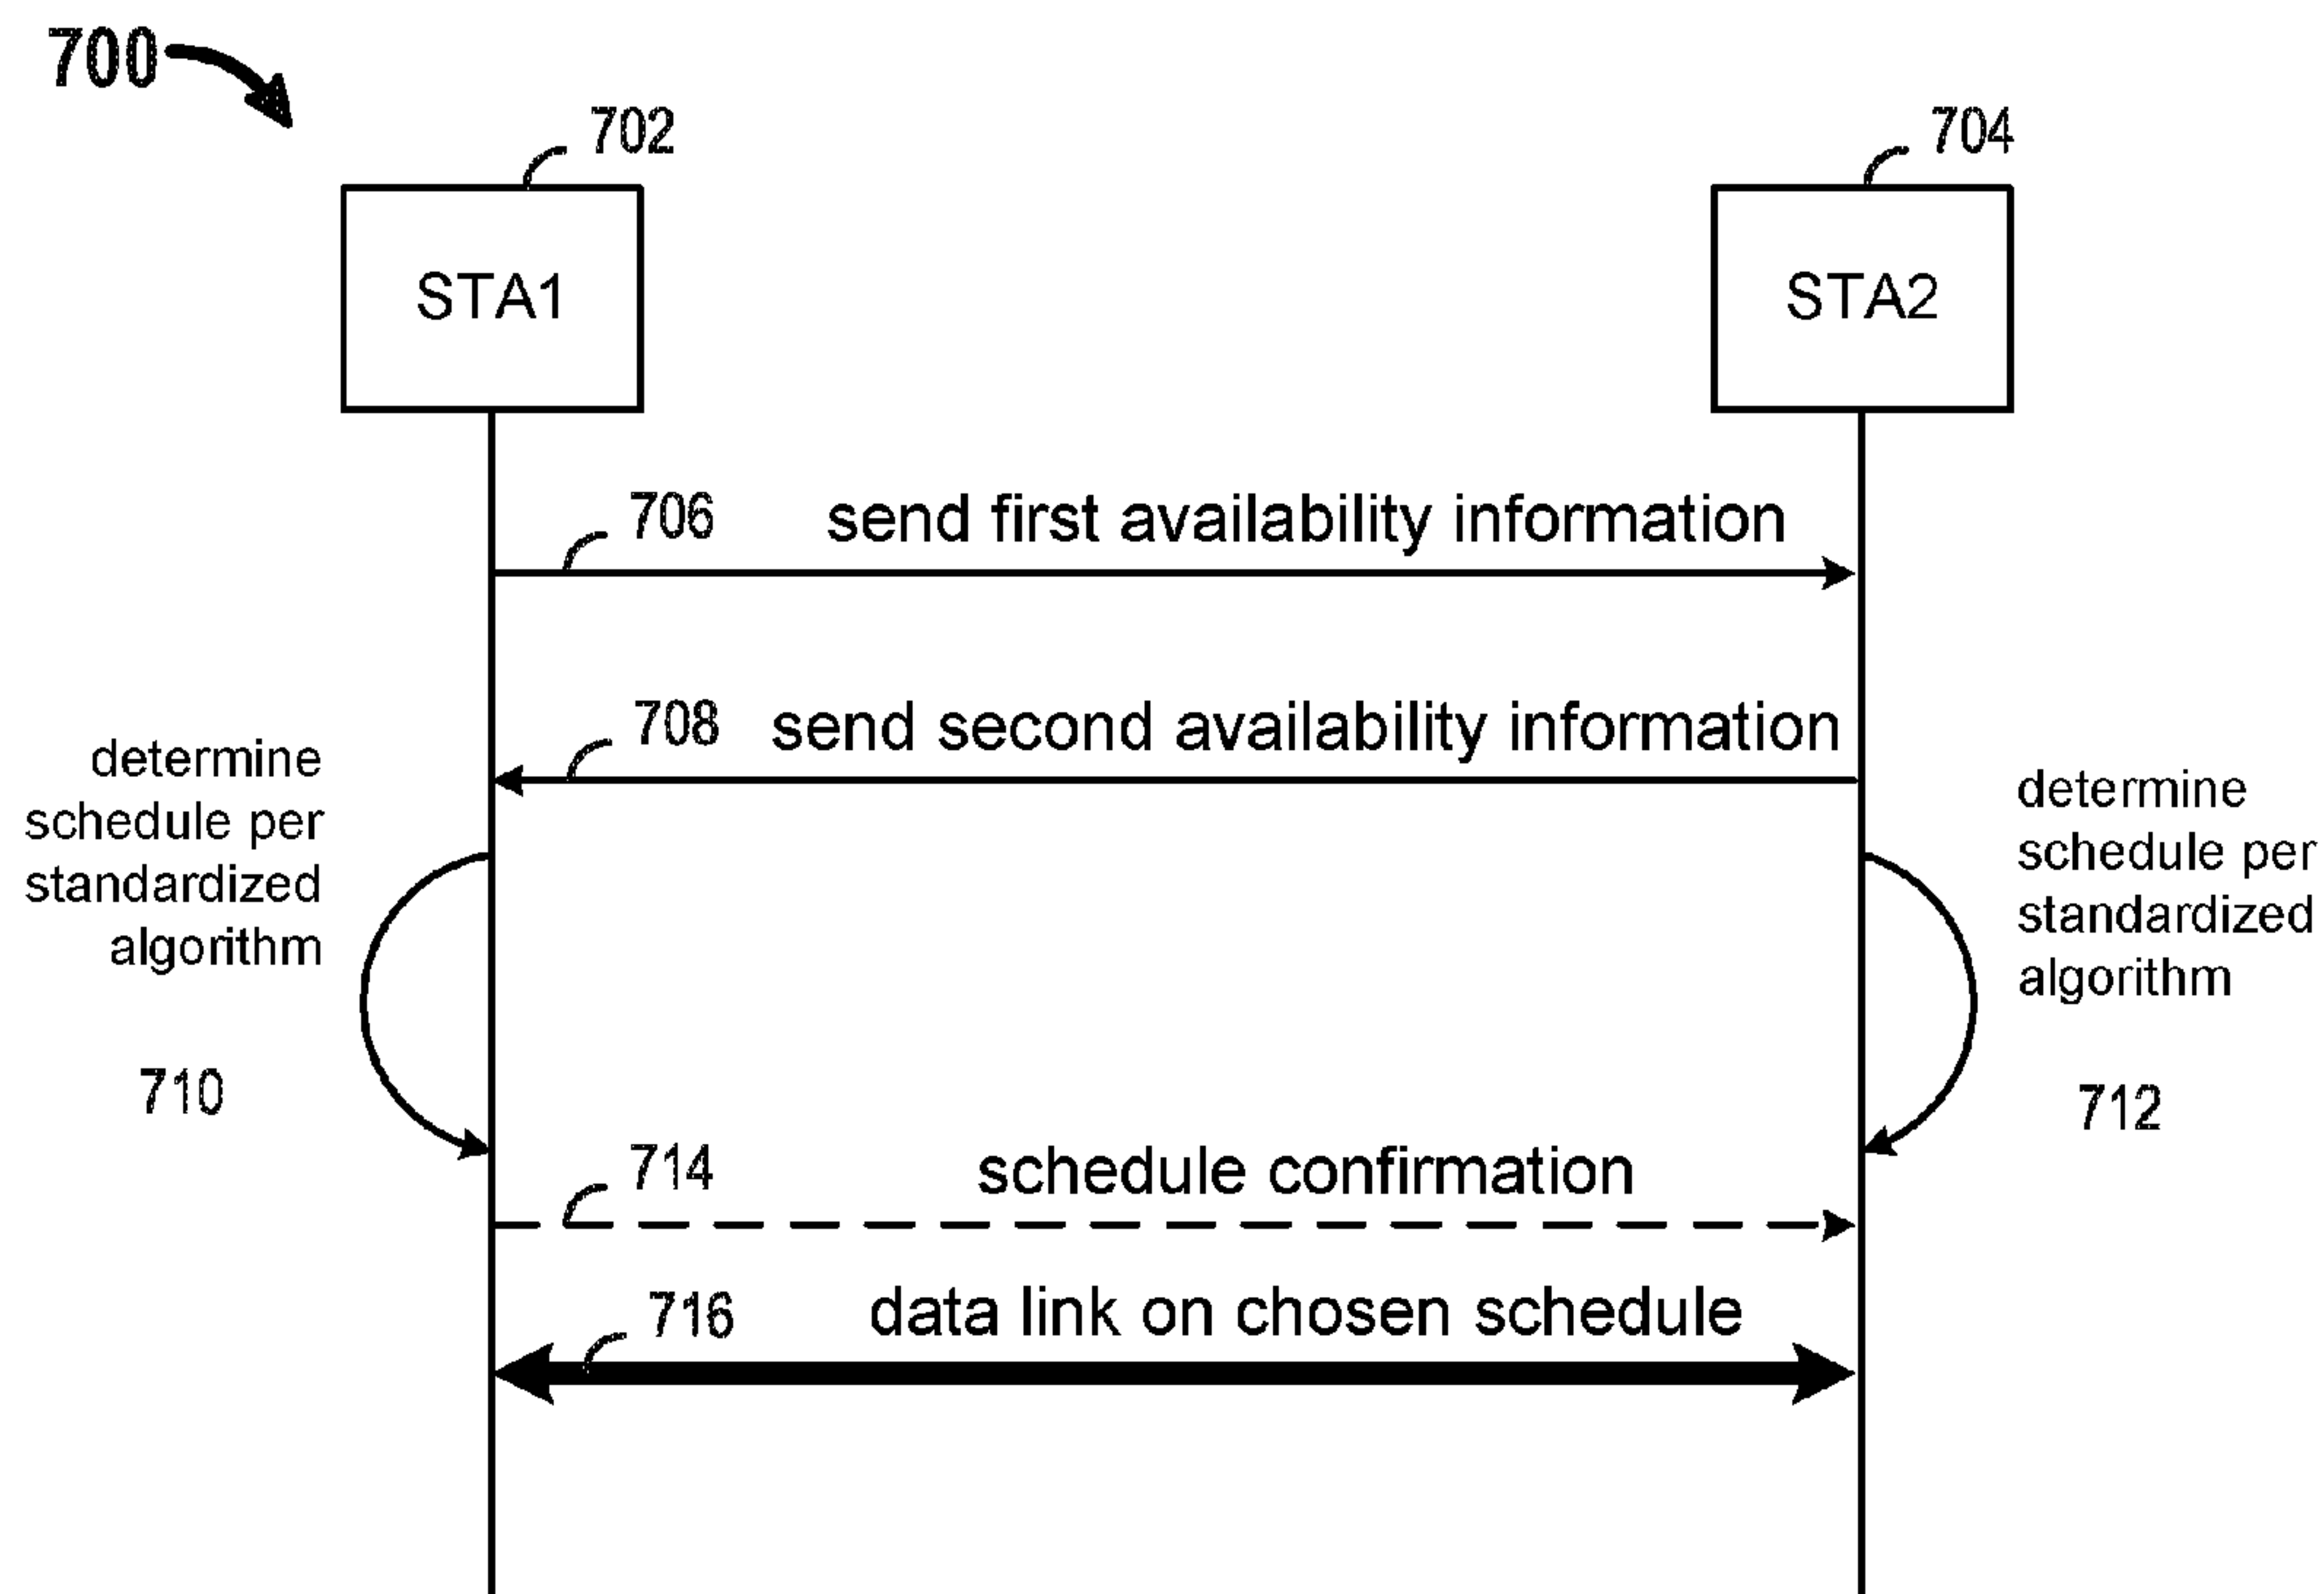 700
702
704
STA1
STA2
706
send first availability information
708
send second availability information
determine
schedule per
standardized
algorithm
710
determine
schedule per
standardized
algorithm
712
714
schedule confirmation
716
data link on chosen schedule